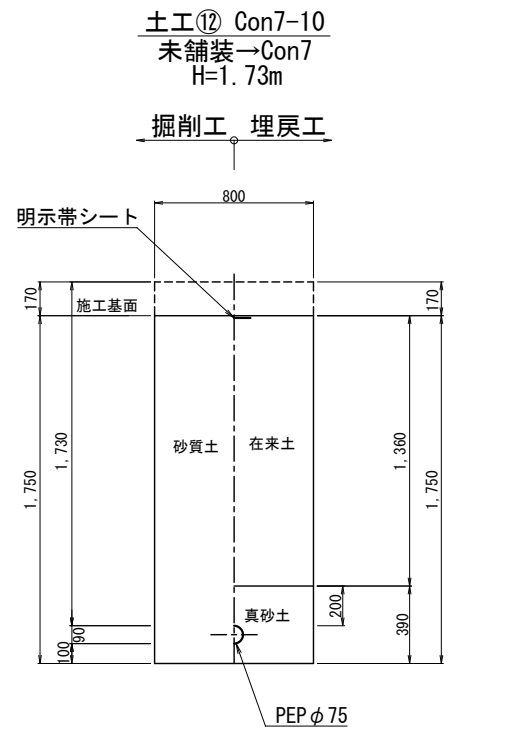 土工⑫ Con7-10
未舗装→Con7
H=1.73m
掘削工 埋戻工
800
明示帯シート
170
施工基面
170
砂質土
在来土
1,730
1,360
1,750
1,750
真砂土
200
390
90
100
PEPφ75